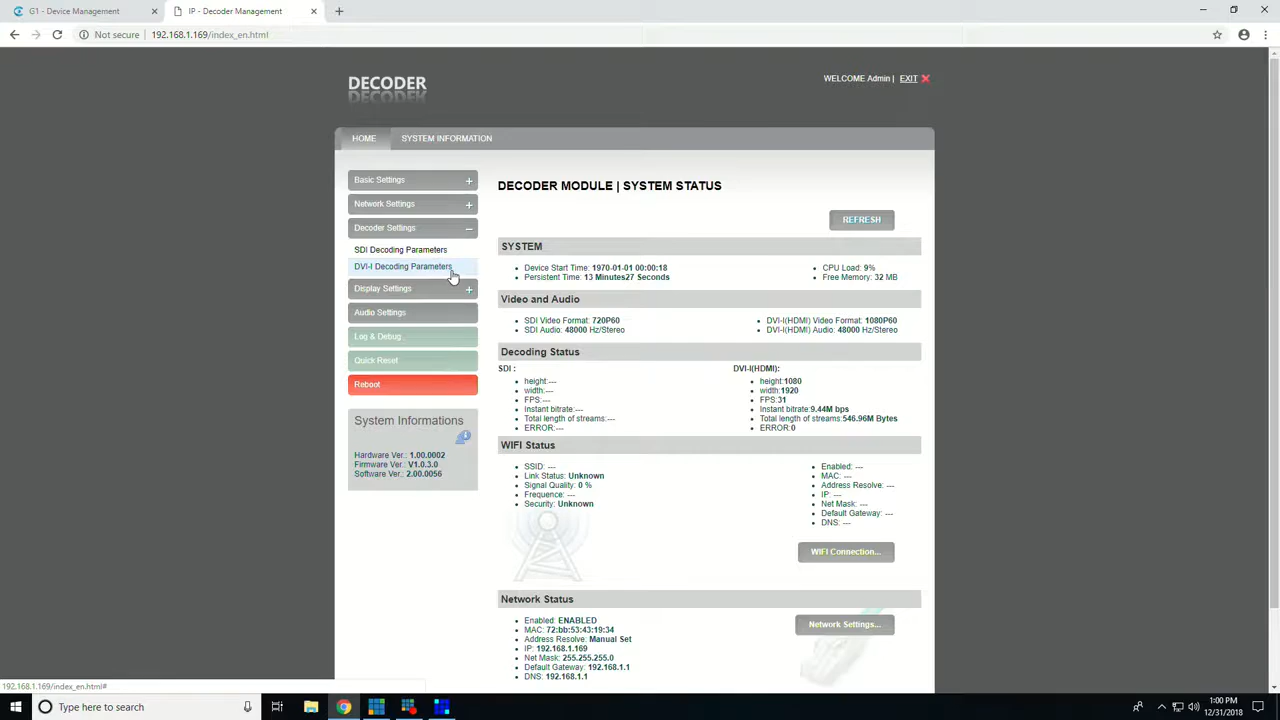 G1 - Device Management
IP - Decoder Management
Not secure
192.168.1.169/index_en.html
DECODER
WELCOME Admin | EXIT
HOME
SYSTEM INFORMATION
Basic Settings
Network Settings
Decoder Settings
SDI Decoding Parameters
DVI-I Decoding Parameters
Display Settings
Audio Settings
Log & Debug
Quick Reset
Reboot
System Informations
Hardware Ver.: 1.00.0002
Firmware Ver.: V1.0.3.0
Software Ver.: 2.00.0056
DECODER MODULE | SYSTEM STATUS
REFRESH
SYSTEM
Device Start Time: 1970-01-01 00:00:18
Persistent Time: 13 Minutes27 Seconds
CPU Load: 9%
Free Memory: 32 MB
Video and Audio
SDI Video Format: 720P60
SDI Audio: 48000 Hz/Stereo
DVI-I(HDMI) Video Format: 1080P60
DVI-I(HDMI) Audio: 48000 Hz/Stereo
Decoding Status
SDI :
height:---
width:---
FPS:---
Instant bitrate:---
Total length of streams:---
ERROR:---
DVI-I(HDMI):
height:1080
width:1920
FPS:31
Instant bitrate:9.44M bps
Total length of streams:546.96M Bytes
ERROR:0
WIFI Status
SSID: ---
Link Status: Unknown
Signal Quality: 0 %
Frequence: ---
Security: Unknown
Enabled: ---
MAC: ---
Address Resolve: ---
IP: ---
Net Mask: ---
Default Gateway: ---
DNS: ---
WIFI Connection...
Network Status
Enabled: ENABLED
MAC: 72:bb:53:43:19:34
Address Resolve: Manual Set
IP: 192.168.1.169
Net Mask: 255.255.255.0
Default Gateway: 192.168.1.1
DNS: 192.168.1.1
Network Settings...
192.168.1.169/index_en.html#
Type here to search
1:00 PM
12/31/2018